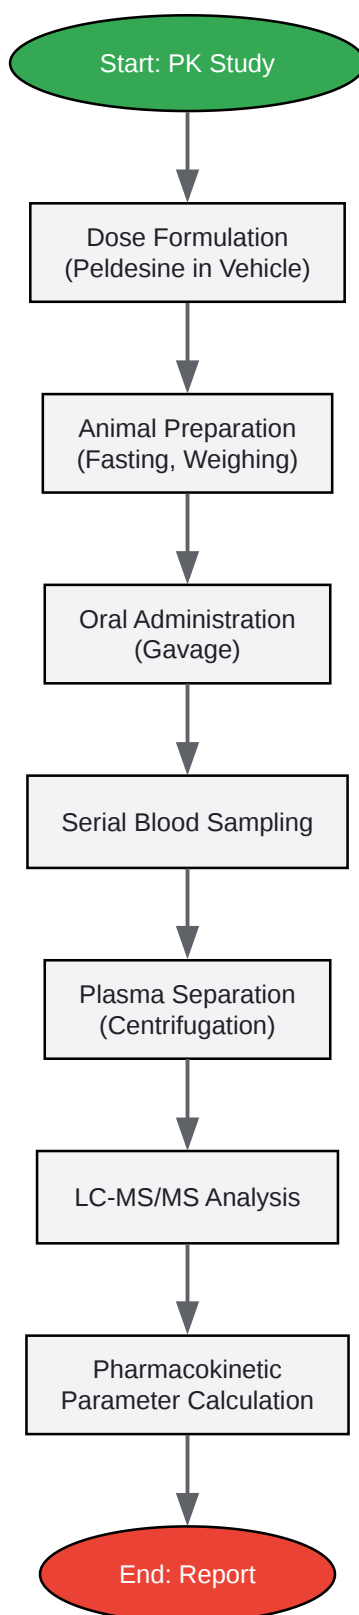 Start: PK Study
Dose Formulation
(Peldesine in Vehicle)
Animal Preparation
(Fasting, Weighing)
Oral Administration
(Gavage)
Serial Blood Sampling
Plasma Separation
(Centrifugation)
LC-MS/MS Analysis
Pharmacokinetic
Parameter Calculation
End: Report